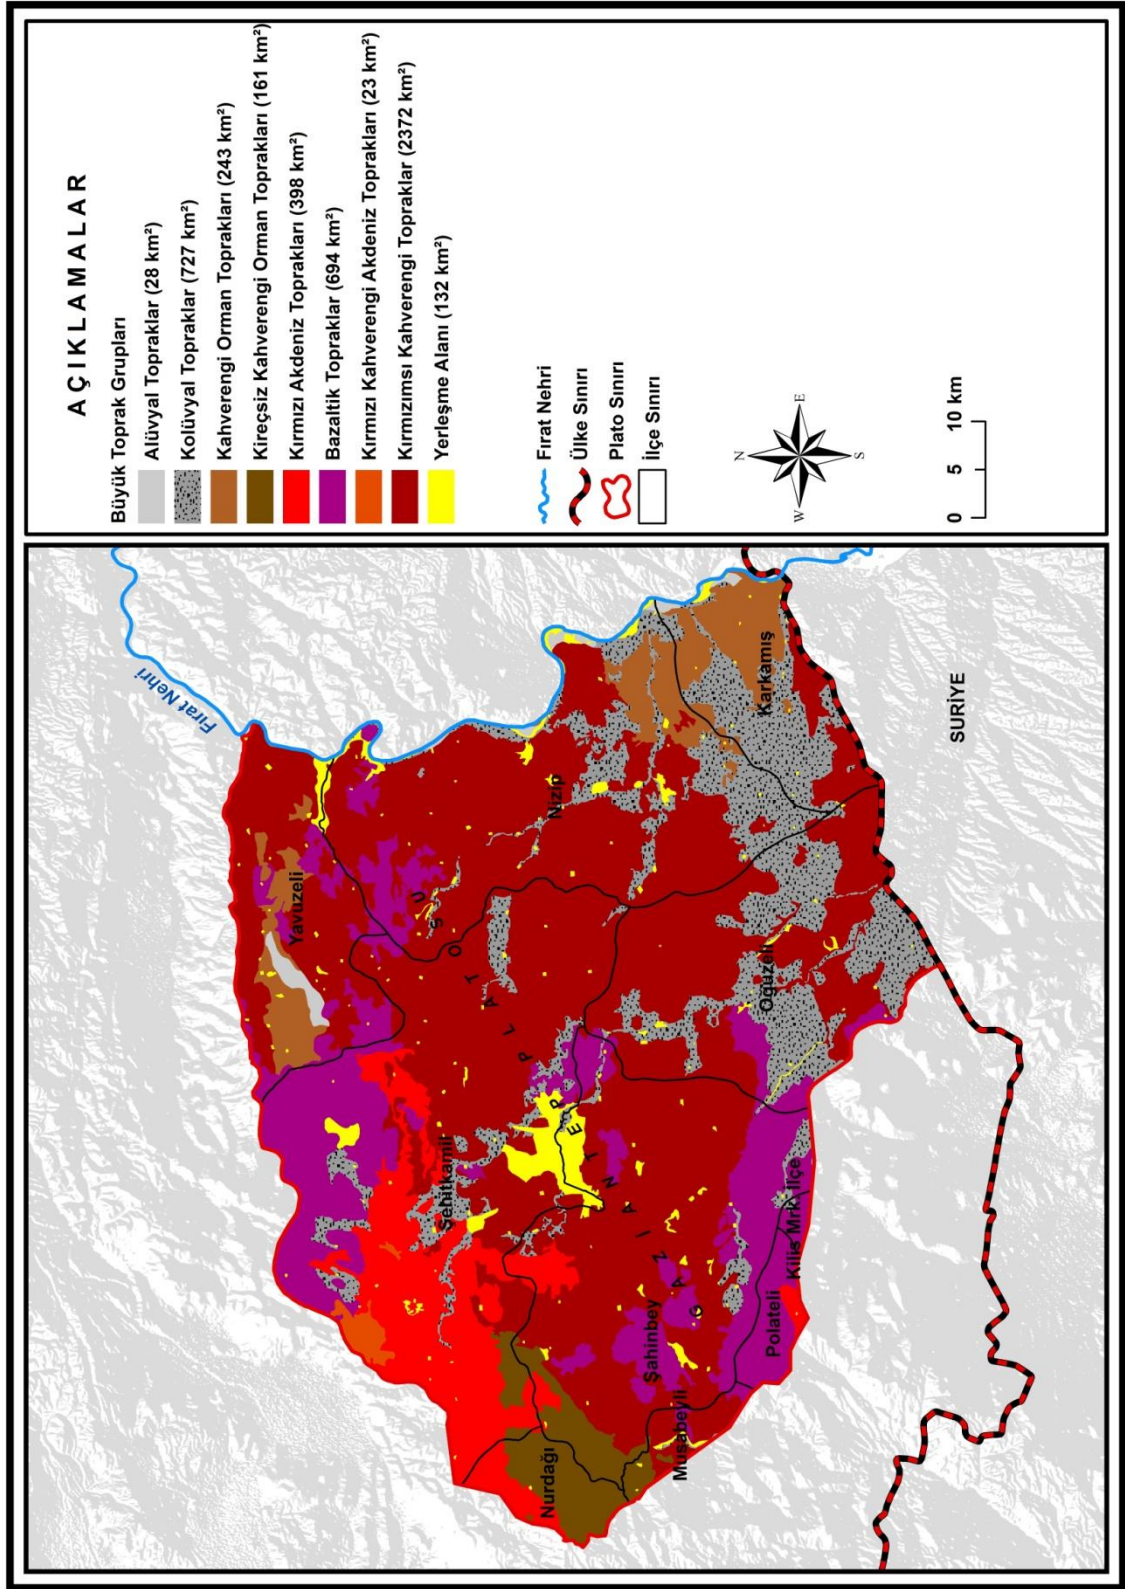 AÇIKLAMALAR
Büyük Toprak Grupları
Alüvyal Topraklar (28 km²)
Kolüvyal Topraklar (727 km²)
Kahverengi Orman Toprakları (243 km²)
Kireçsiz Kahverengi Orman Toprakları (161 km²)
Kırmızı Akdeniz Toprakları (398 km²)
Bazaltik Topraklar (694 km²)
Kırmızı Kahverengi Akdeniz Toprakları (23 km²)
Kırmızımsı Kahverengi Topraklar (2372 km²)
Yerleşme Alanı (132 km²)
Fırat Nehri
Ülke Sınırı
Plato Sınırı
İlçe Sınırı
N
W
E
S
0 5 10 km
Fırat Nehri
Yavuzeli
Şehitkamil
Nizip
Nurdağı
GAZİANTEP PLATOSU
Karkamış
Oğuzeli
Şahinbey
Musabeyli
Polateli
Kilis Mrk. İlçe
SURİYE